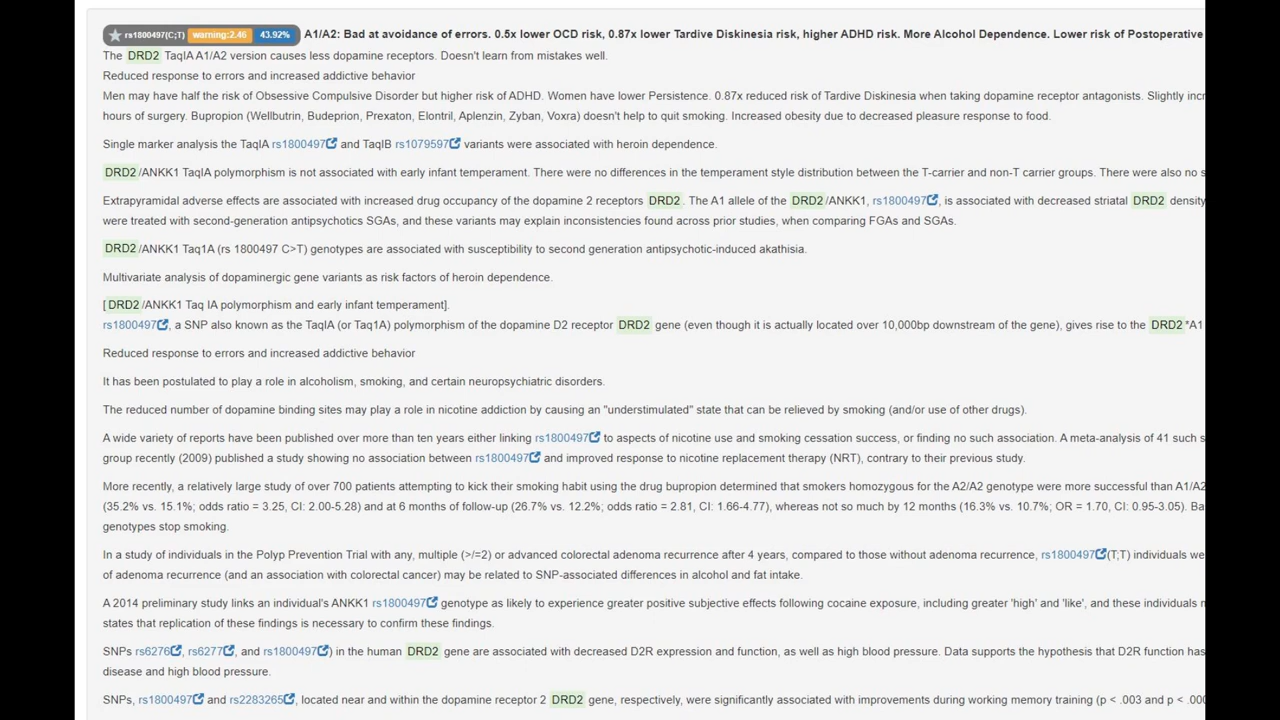 rs1800497(C;T) warning:2.46 43.92% A1/A2: Bad at avoidance of errors. 0.5x lower OCD risk, 0.87x lower Tardive Diskinesia risk, higher ADHD risk. More Alcohol Dependence. Lower risk of Postoperative
The DRD2 TaqIA A1/A2 version causes less dopamine receptors. Doesn't learn from mistakes well.
Reduced response to errors and increased addictive behavior
Men may have half the risk of Obsessive Compulsive Disorder but higher risk of ADHD. Women have lower Persistence. 0.87x reduced risk of Tardive Diskinesia when taking dopamine receptor antagonists. Slightly
hours of surgery. Bupropion (Wellbutrin, Budeprion, Prexaton, Elontril, Aplenzin, Zyban, Voxra) doesn't help to quit smoking. Increased obesity due to decreased pleasure response to food.
Single marker analysis the TaqIA rs1800497 and TaqIB rs1079597 variants were associated with heroin dependence.
DRD2/ANKK1 TaqIA polymorphism is not associated with early infant temperament. There were no differences in the temperament style distribution between the T-carrier and non-T carrier groups. There were also no
Extrapyramidal adverse effects are associated with increased drug occupancy of the dopamine 2 receptors DRD2. The A1 allele of the DRD2/ANKK1, rs1800497, is associated with decreased striatal DRD2 density
were treated with second-generation antipsychotics SGAs, and these variants may explain inconsistencies found across prior studies, when comparing FGAs and SGAs.
DRD2/ANKK1 Taq1A (rs 1800497 C>T) genotypes are associated with susceptibility to second generation antipsychotic-induced akathisia.
Multivariate analysis of dopaminergic gene variants as risk factors of heroin dependence.
[DRD2/ANKK1 Taq IA polymorphism and early infant temperament].
rs1800497, a SNP also known as the TaqIA (or Taq1A) polymorphism of the dopamine D2 receptor DRD2 gene (even though it is actually located over 10,000bp downstream of the gene), gives rise to the DRD2*A1
Reduced response to errors and increased addictive behavior
It has been postulated to play a role in alcoholism, smoking, and certain neuropsychiatric disorders.
The reduced number of dopamine binding sites may play a role in nicotine addiction by causing an "understimulated" state that can be relieved by smoking (and/or use of other drugs).
A wide variety of reports have been published over more than ten years either linking rs1800497 to aspects of nicotine use and smoking cessation success, or finding no such association. A meta-analysis of 41 such
group recently (2009) published a study showing no association between rs1800497 and improved response to nicotine replacement therapy (NRT), contrary to their previous study.
More recently, a relatively large study of over 700 patients attempting to kick their smoking habit using the drug bupropion determined that smokers homozygous for the A2/A2 genotype were more successful than A1/A2
(35.2% vs. 15.1%; odds ratio = 3.25, CI: 2.00-5.28) and at 6 months of follow-up (26.7% vs. 12.2%; odds ratio = 2.81, CI: 1.66-4.77), whereas not so much by 12 months (16.3% vs. 10.7%; OR = 1.70, CI: 0.95-3.05).
genotypes stop smoking.
In a study of individuals in the Polyp Prevention Trial with any, multiple (>/=2) or advanced colorectal adenoma recurrence after 4 years, compared to those without adenoma recurrence, rs1800497(T;T) individuals
of adenoma recurrence (and an association with colorectal cancer) may be related to SNP-associated differences in alcohol and fat intake.
A 2014 preliminary study links an individual's ANKK1 rs1800497 genotype as likely to experience greater positive subjective effects following cocaine exposure, including greater 'high' and 'like', and these individuals
states that replication of these findings is necessary to confirm these findings.
SNPs rs6276, rs6277, and rs1800497) in the human DRD2 gene are associated with decreased D2R expression and function, as well as high blood pressure. Data supports the hypothesis that D2R function has
disease and high blood pressure.
SNPs, rs1800497 and rs2283265, located near and within the dopamine receptor 2 DRD2 gene, respectively, were significantly associated with improvements during working memory training (p < .003 and p <